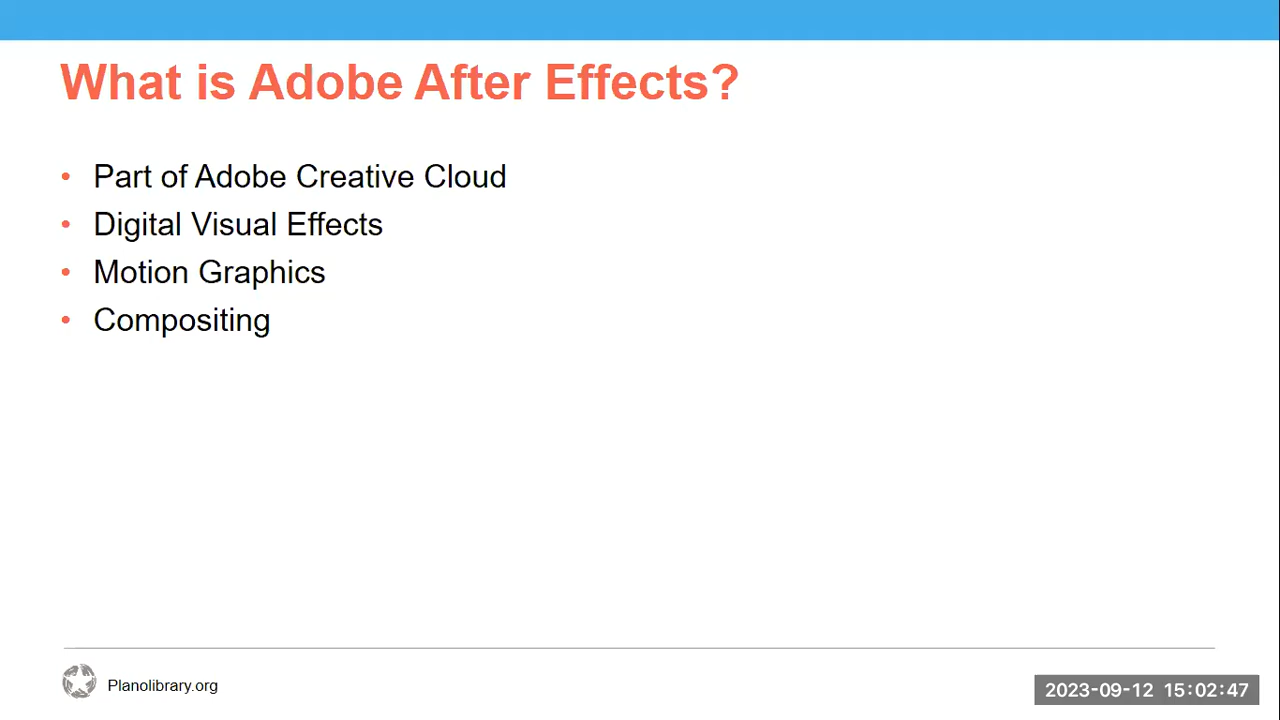 What is Adobe After Effects?
• Part of Adobe Creative Cloud
• Digital Visual Effects
• Motion Graphics
• Compositing
Planolibrary.org
2023-09-12 15:02:47